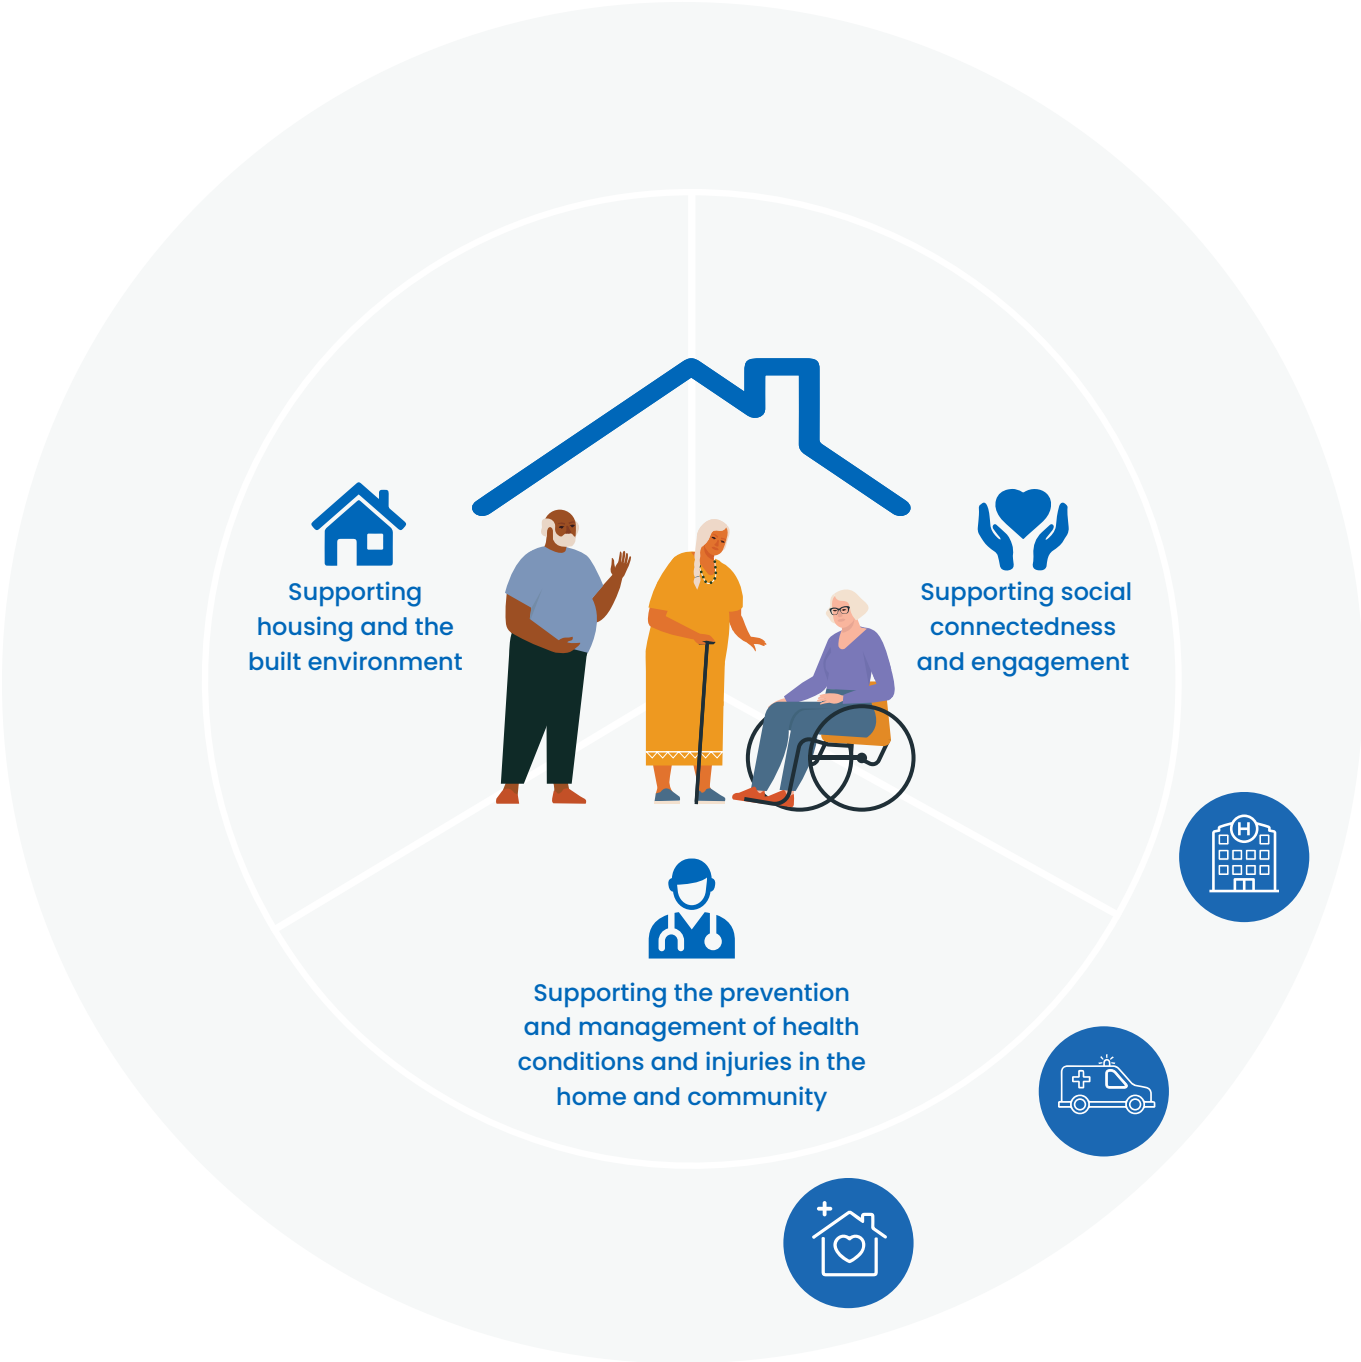 Supporting
housing and the
built environment
Supporting social
connectedness
and engagement
H
Supporting the prevention
and management of health
conditions and injuries in the
home and community